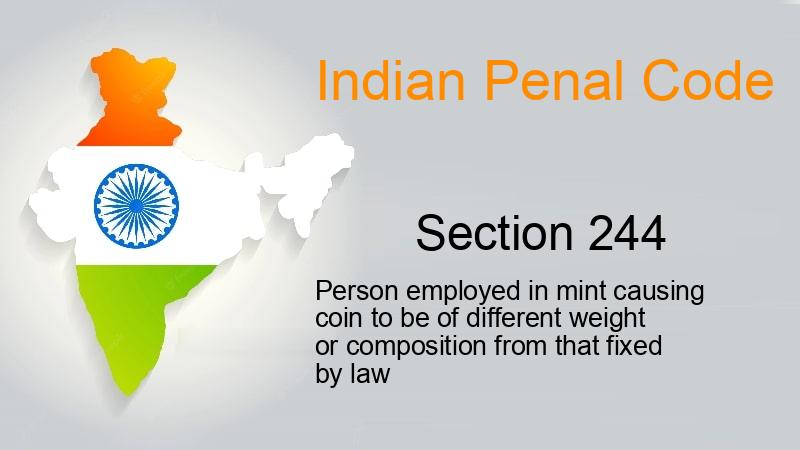 Indian Penal Code
Section 244
Person employed in mint causing
coin to be of different weight
or composition from that fixed
by law